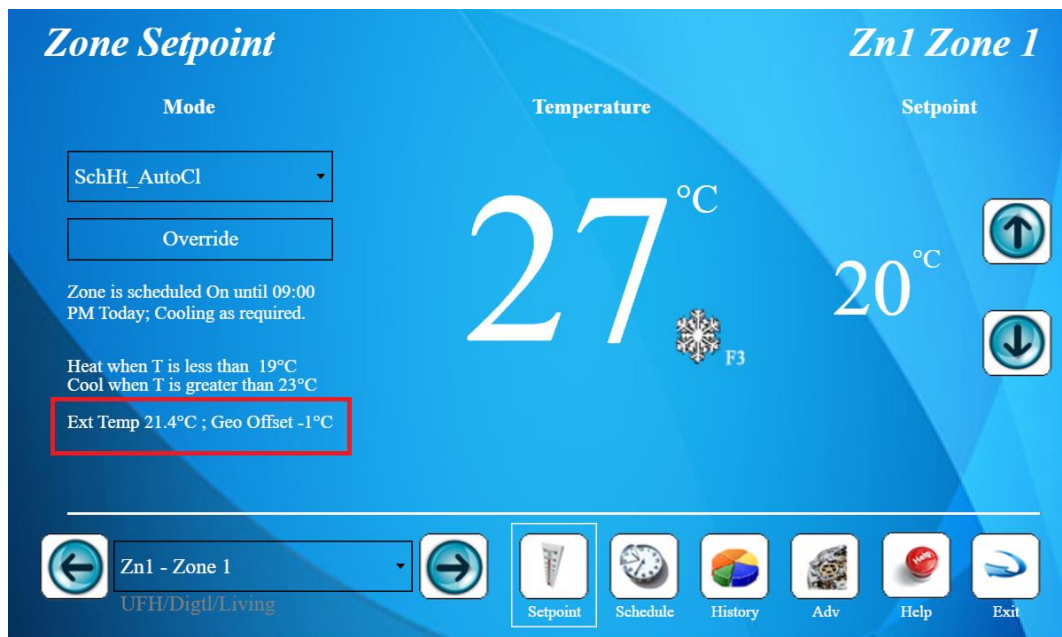 Zone Setpoint
Zn1 Zone 1
Mode
Temperature
Setpoint
SchHt_AutoCl
Override
Zone is scheduled On until 09:00
PM Today; Cooling as required.
Heat when T is less than 19°C
Cool when T is greater than 23°C
Ext Temp 21.4°C ; Geo Offset -1°C
27 °C
F3
20 °C
Zn1 - Zone 1
UFH/Digtl/Living
Setpoint
Schedule
History
Adv
Help
Help
Exit